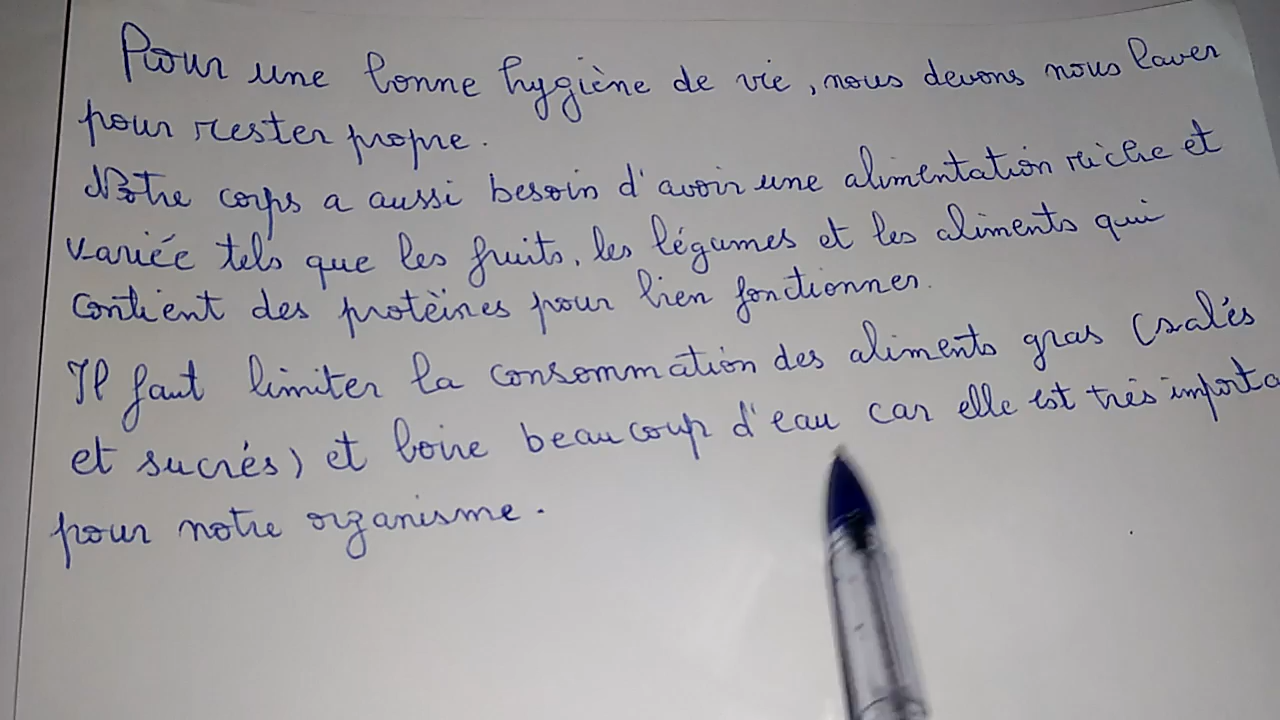 Pour une bonne hygiène de vie, nous devons nous laver
pour rester propre.
Notre corps a aussi besoin d'avoir une alimentation riche et
variée tels que les fruits, les légumes et les aliments qui
contient des protèines pour bien fonctionner.
Il faut limiter la consommation des aliments gras (salés
et sucrés) et boire beaucoup d'eau car elle est très importa
pour notre organisme.